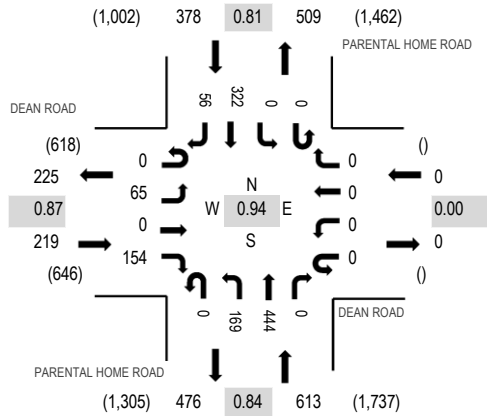 (1,002) 378 0.81 509 (1,462)
PARENTAL HOME ROAD
56 322 0 0
DEAN ROAD
(618) ()
0 0
225 0
65 N 0
0.87 W 0.94 E 0.00
0 0
219 S 0
154 0
(646) ()
0 169 444 0
DEAN ROAD
PARENTAL HOME ROAD
(1,305) 476 0.84 613 (1,737)